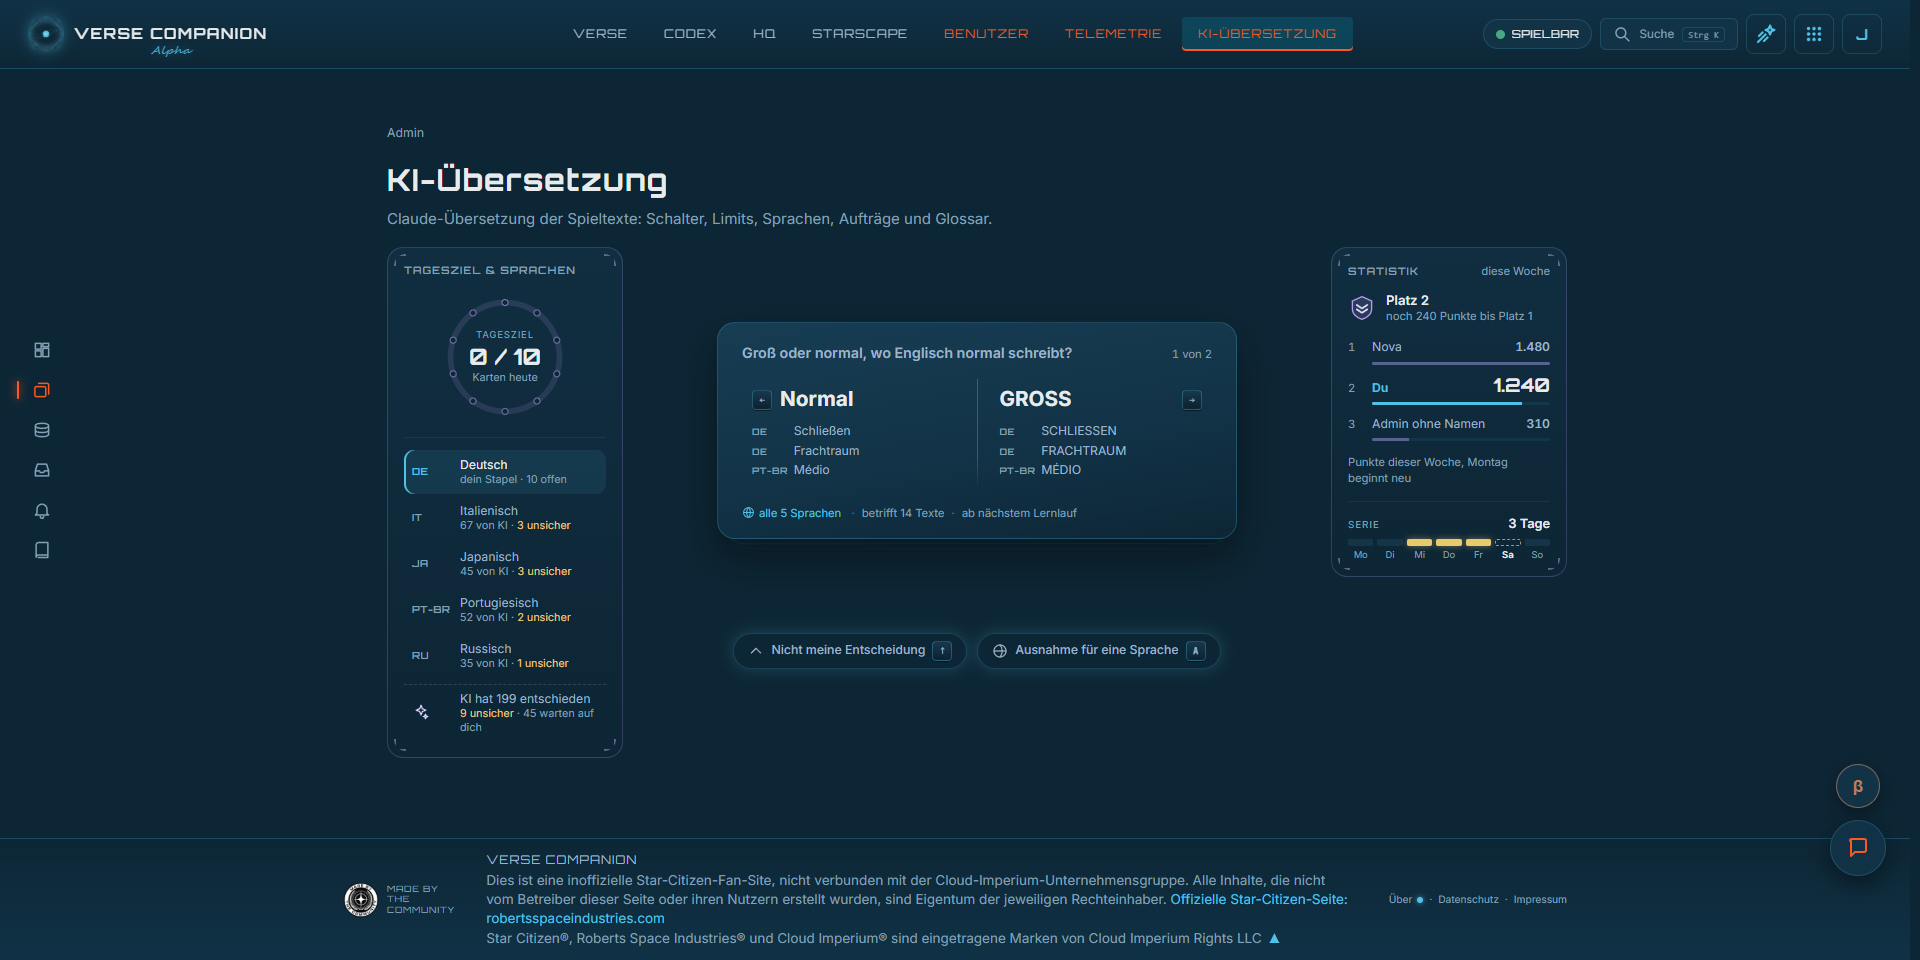 VERSE COMPANION
Alpha
VERSE
CODEX
HQ
STARSCAPE
BENUTZER
TELEMETRIE
KI-ÜBERSETZUNG
SPIELBAR
Suche Strg K
Admin
KI-Übersetzung
Claude-Übersetzung der Spieltexte: Schalter, Limits, Sprachen, Aufträge und Glossar.
TAGESZIEL & SPRACHEN
TAGESZIEL
0 / 10
Karten heute
DE Deutsch
dein Stapel · 10 offen
IT Italienisch
67 von KI · 3 unsicher
JA Japanisch
45 von KI · 3 unsicher
PT-BR Portugiesisch
52 von KI · 2 unsicher
RU Russisch
35 von KI · 1 unsicher
KI hat 199 entschieden
9 unsicher · 45 warten auf
dich
Groß oder normal, wo Englisch normal schreibt?
1 von 2
← Normal
DE Schließen
DE Frachtraum
PT-BR Médio
GROSS →
DE SCHLIESSEN
DE FRACHTRAUM
PT-BR MÉDIO
alle 5 Sprachen · betrifft 14 Texte · ab nächstem Lernlauf
Nicht meine Entscheidung ↑
Ausnahme für eine Sprache A
STATISTIK
diese Woche
Platz 2
noch 240 Punkte bis Platz 1
1 Nova 1.480
2 Du 1.240
3 Admin ohne Namen 310
Punkte dieser Woche, Montag
beginnt neu
SERIE 3 Tage
Mo Di Mi Do Fr Sa So
β
MADE BY
THE
COMMUNITY
VERSE COMPANION
Dies ist eine inoffizielle Star-Citizen-Fan-Site, nicht verbunden mit der Cloud-Imperium-Unternehmensgruppe. Alle Inhalte, die nicht
vom Betreiber dieser Seite oder ihren Nutzern erstellt wurden, sind Eigentum der jeweiligen Rechteinhaber. Offizielle Star-Citizen-Seite:
robertsspaceindustries.com
Star Citizen®, Roberts Space Industries® und Cloud Imperium® sind eingetragene Marken von Cloud Imperium Rights LLC
Über · Datenschutz · Impressum